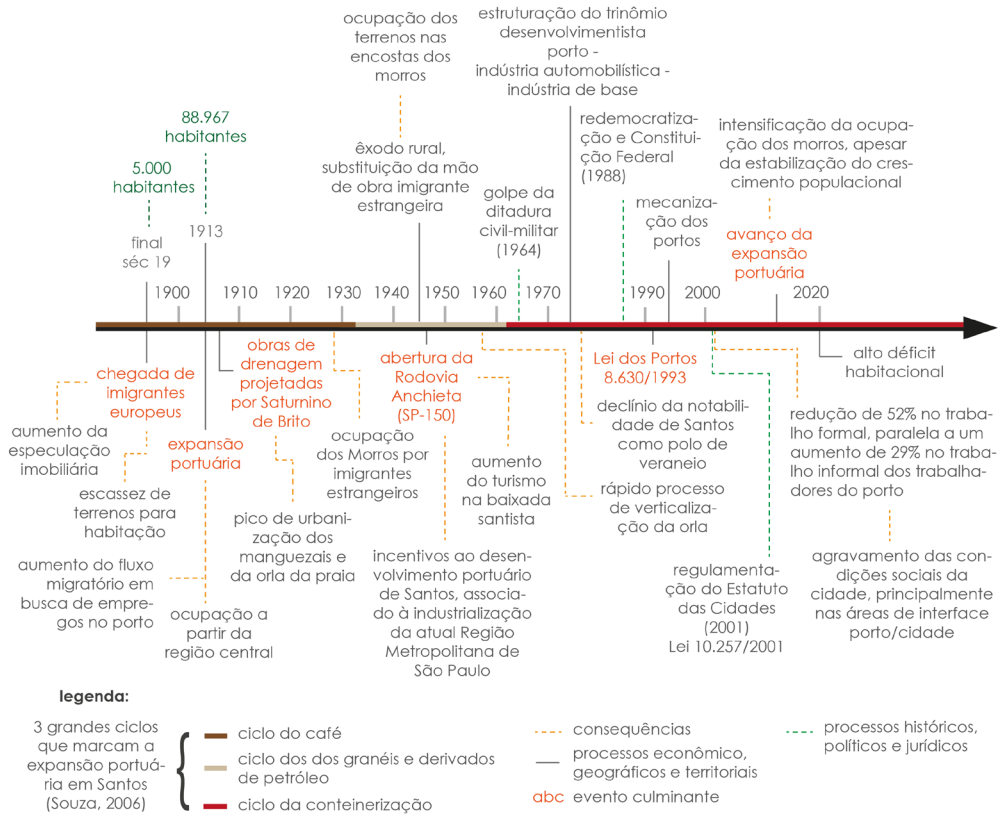 ocupação dos
terrenos nas
encostas dos
morros
estruturação do trinômio
desenvolvimentista
porto -
indústria automobilística -
indústria de base
88.967
habitantes
5.000
habitantes
êxodo rural,
substituição da mão
de obra imigrante
estrangeira
golpe da
ditadura
civil-militar
(1964)
redemocratiz-
ação e Constitui-
ção Federal
(1988)
mecaniza-
ção dos
portos
intensificação da ocupa-
ção dos morros, apesar
da estabilização do cres-
cimento populacional
avanço da
expansão
portuária
final
séc 19
1913
1900
1910
1920
1930
1940
1950
1960
1970
1990
2000
2020
chegada de
imigrantes
europeus
aumento da
especulação
imobiliária
escassez de
terrenos para
habitação
expansão
portuária
aumento do fluxo
migratório em
busca de empre-
gos no porto
ocupação a
partir da
região central
obras de
drenagem
projetadas
por Saturnino
de Brito
pico de urbani-
zação dos
manguezais e
da orla da praia
ocupação
dos Morros por
imigrantes
estrangeiros
abertura da
Rodovia
Anchieta
(SP-150)
incentivos ao desen-
volvimento portuário
de Santos, associa-
do à industrialização
da atual Região
Metropolitana de
São Paulo
aumento
do turismo
na baixada
santista
Lei dos Portos
8.630/1993
declínio da notabili-
dade de Santos
como polo de
veraneio
rápido processo
de verticaliza-
ção da orla
regulamenta-
ção do Estatuto
das Cidades
(2001)
Lei 10.257/2001
alto déficit
habitacional
redução de 52% no traba-
lho formal, paralela a um
aumento de 29% no traba-
lho informal dos trabalha-
dores do porto
agravamento das con-
dições sociais da
cidade, principalmente
nas áreas de interface
porto/cidade
legenda:
3 grandes ciclos
que marcam a
expansão portuá-
ria em Santos
(Souza, 2006)
ciclo do café
ciclo dos dos granéis e derivados
de petróleo
ciclo da conteinerização
consequências
processos econômico,
geográficos e territoriais
abc evento culminante
processos históricos,
políticos e jurídicos